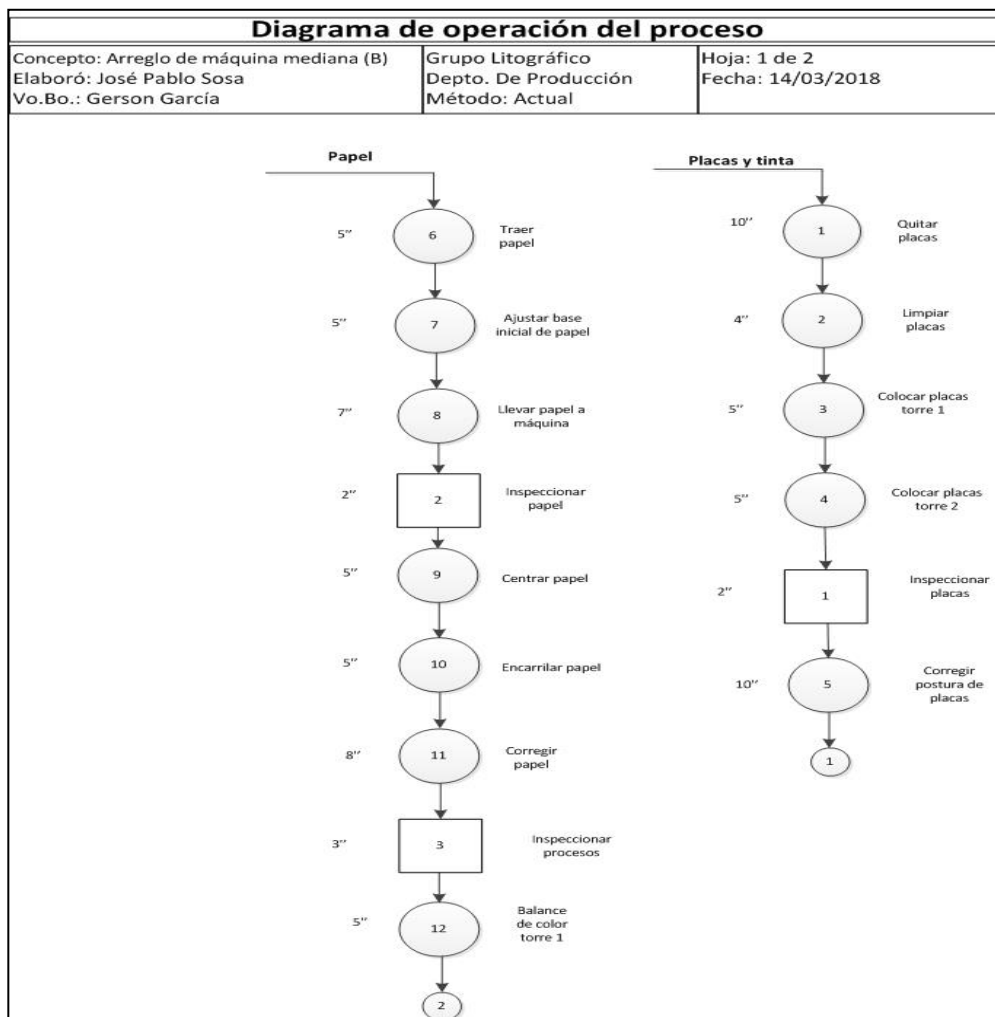 Diagrama de operación del proceso
Concepto: Arreglo de máquina mediana (B)
Elaboró: José Pablo Sosa
Vo.Bo.: Gerson García
Grupo Litográfico
Depto. De Producción
Método: Actual
Hoja: 1 de 2
Fecha: 14/03/2018
Papel
5’’
6
Traer
papel
5’’
7
Ajustar base
inicial de papel
7’’
8
Llevar papel a
máquina
2’’
2
Inspeccionar
papel
5’’
9
Centrar papel
5’’
10
Encarrilar papel
8’’
11
Corregir
papel
3’’
3
Inspeccionar
procesos
5’’
12
Balance
de color
torre 1
2
Placas y tinta
10’’
1
Quitar
placas
4’’
2
Limpiar
placas
5’’
3
Colocar placas
torre 1
5’’
4
Colocar placas
torre 2
2’’
1
Inspeccionar
placas
10’’
5
Corregir
postura de
placas
1